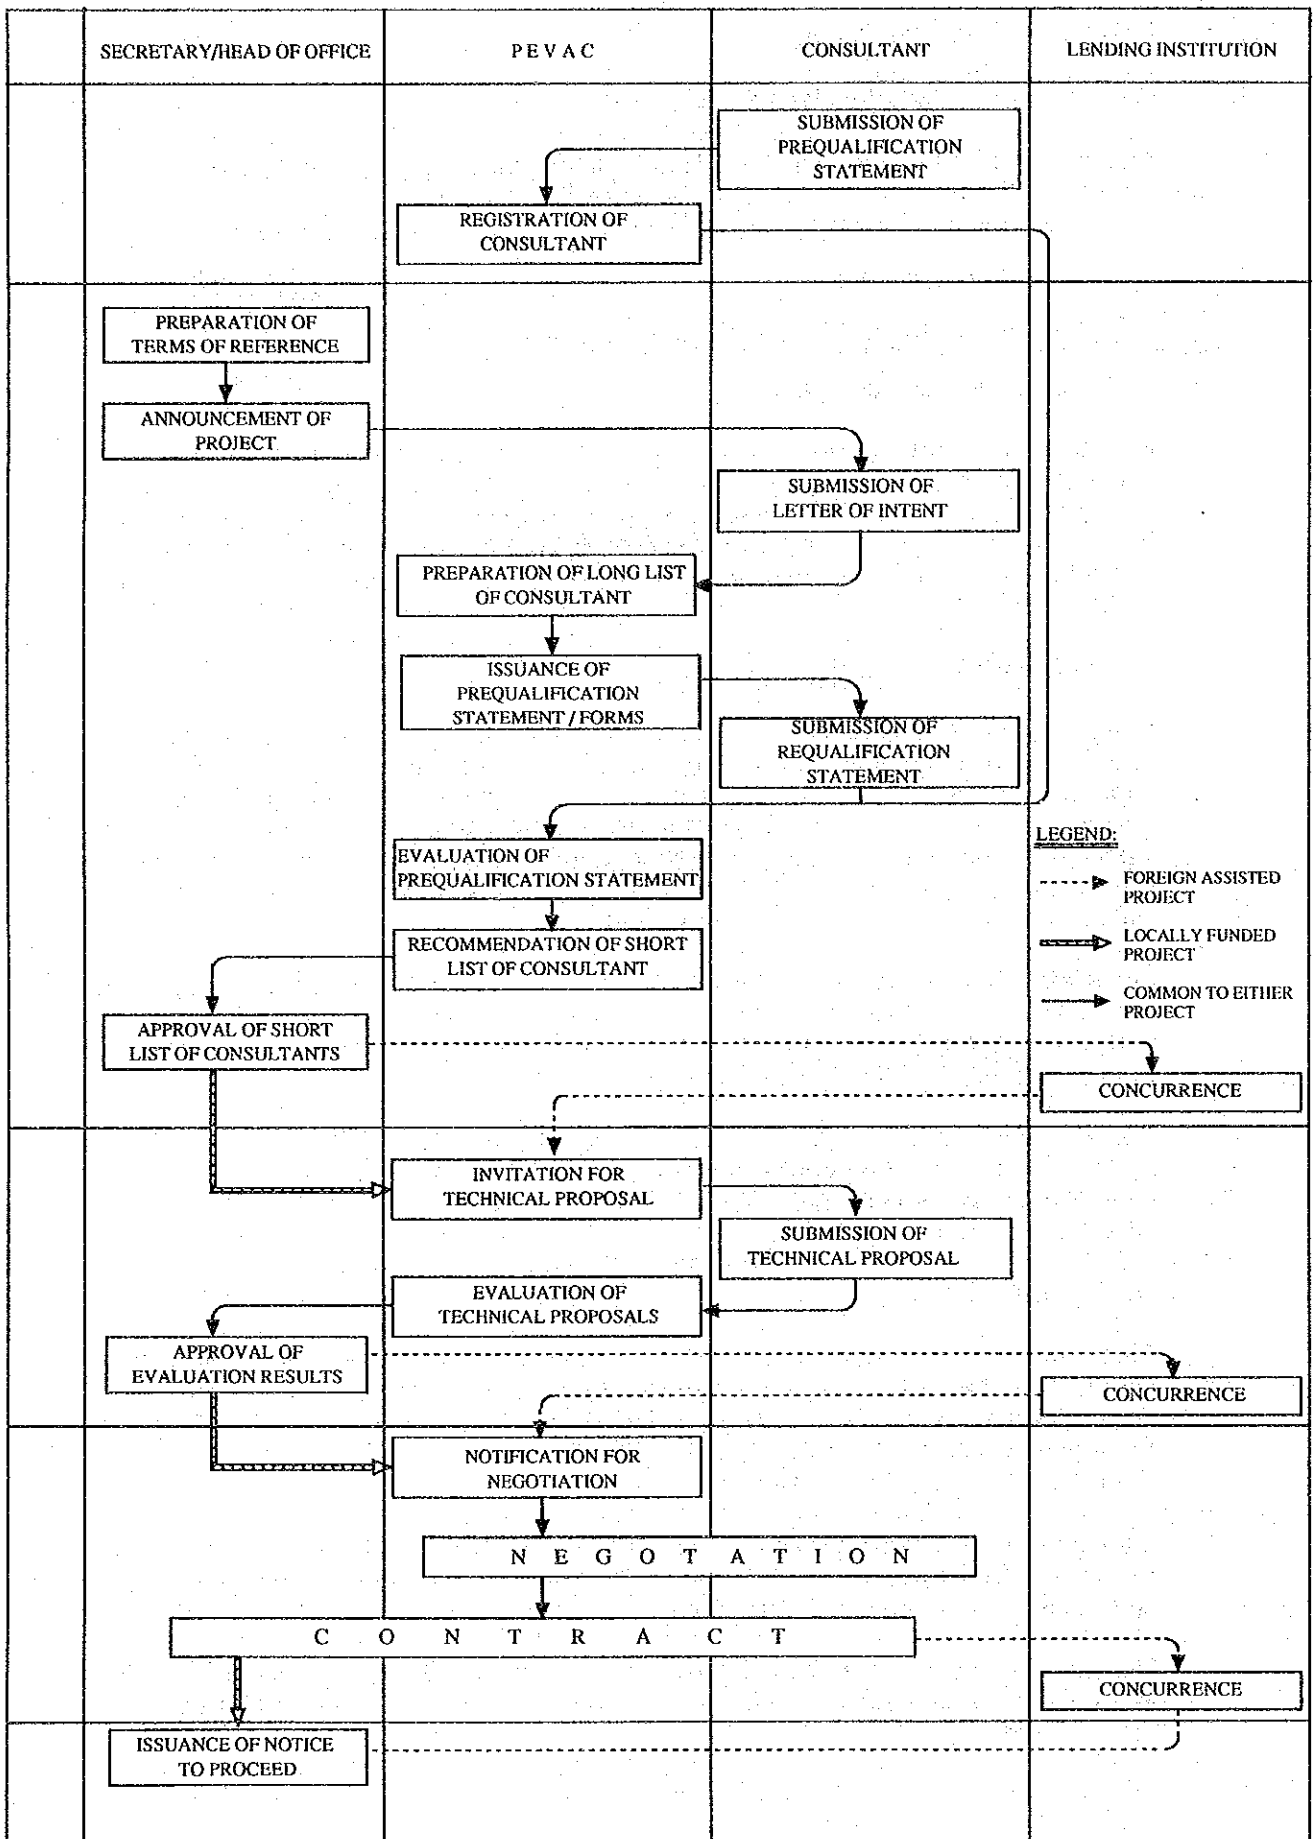 SECRETARY/HEAD OF OFFICE
P E V A C
CONSULTANT
LENDING INSTITUTION
SUBMISSION OF
PREQUALIFICATION
STATEMENT
REGISTRATION OF
CONSULTANT
PREPARATION OF
TERMS OF REFERENCE
ANNOUNCEMENT OF
PROJECT
SUBMISSION OF
LETTER OF INTENT
PREPARATION OF LONG LIST
OF CONSULTANT
ISSUANCE OF
PREQUALIFICATION
STATEMENT / FORMS
SUBMISSION OF
REQUALIFICATION
STATEMENT
EVALUATION OF
PREQUALIFICATION STATEMENT
LEGEND:
FOREIGN ASSISTED
PROJECT
LOCALLY FUNDED
PROJECT
COMMON TO EITHER
PROJECT
RECOMMENDATION OF SHORT
LIST OF CONSULTANT
APPROVAL OF SHORT
LIST OF CONSULTANTS
CONCURRENCE
INVITATION FOR
TECHNICAL PROPOSAL
SUBMISSION OF
TECHNICAL PROPOSAL
EVALUATION OF
TECHNICAL PROPOSALS
APPROVAL OF
EVALUATION RESULTS
CONCURRENCE
NOTIFICATION FOR
NEGOTIATION
N E G O T A T I O N
C O N T R A C T
CONCURRENCE
ISSUANCE OF NOTICE
TO PROCEED